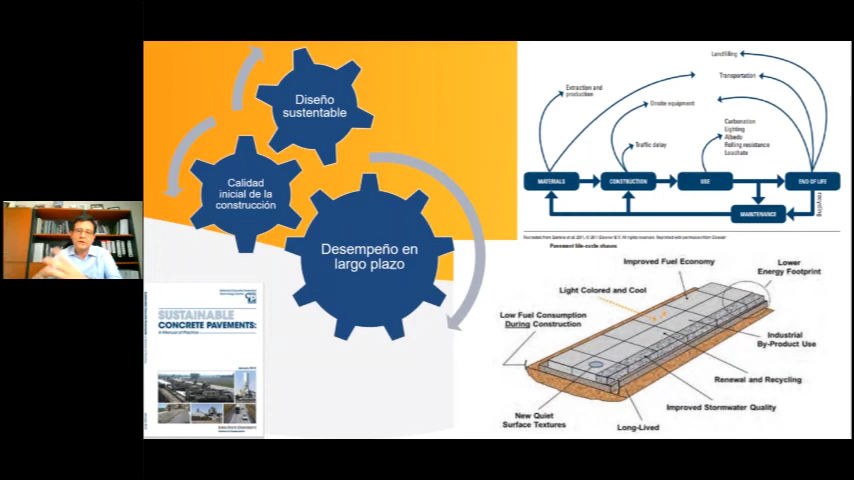 Diseño
sustentable
Calidad
inicial de la
construcción
Desempeño en
largo plazo
SUSTAINABLE
CONCRETE PAVEMENTS:
A Manual of Practice
Landfilling
Transportation
Extraction and
production
Onsite equipment
Traffic delay
Carbonation
Lighting
Albedo
Rolling resistance
Leachate
MATERIALS
CONSTRUCTION
USE
END OF LIFE
MAINTENANCE
recycling
Pavement life-cycle phases
Improved Fuel Economy
Lower
Energy Footprint
Light Colored and Cool
Low Fuel Consumption
During Construction
Industrial
By-Product Use
Renewal and Recycling
Improved Stormwater Quality
New Quiet
Surface Textures
Long-Lived